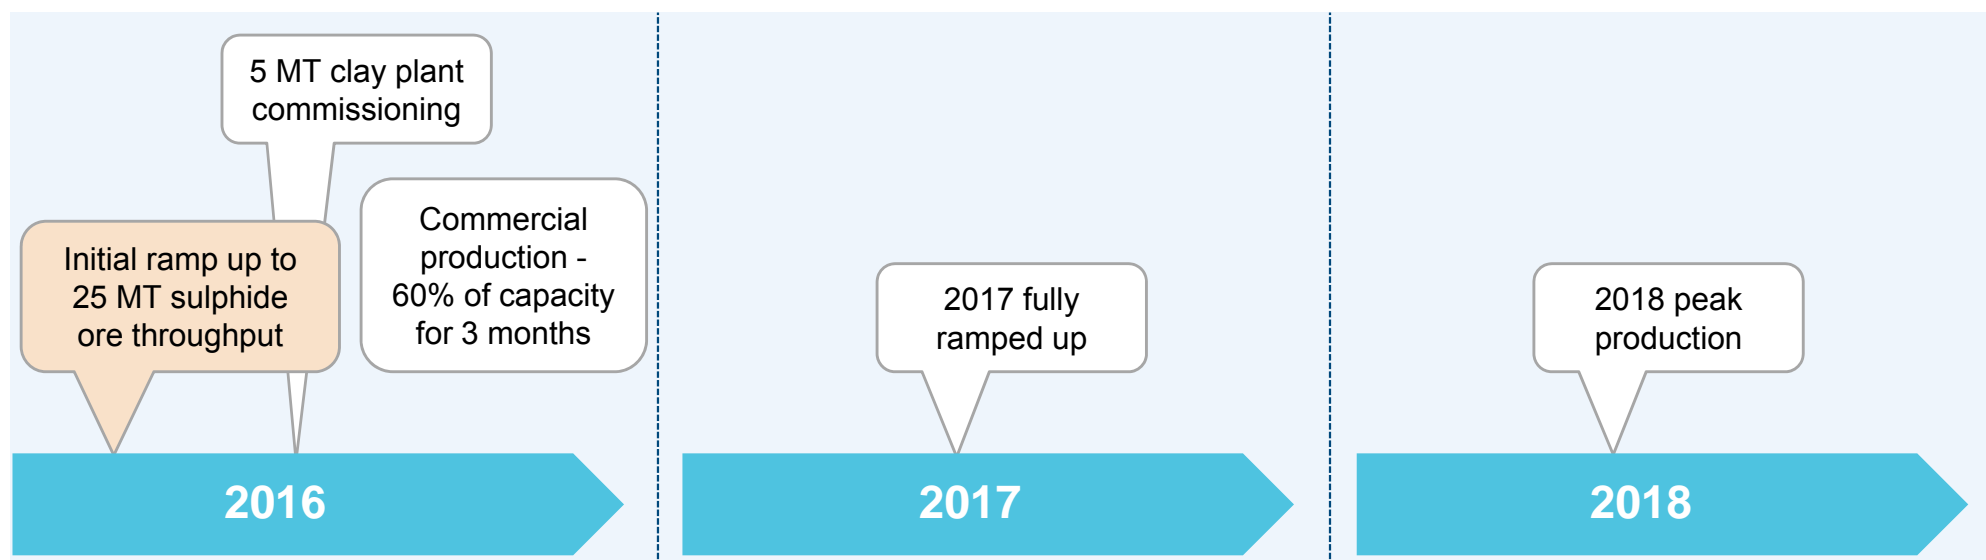 5 MT clay plant
commissioning
Initial ramp up to
25 MT sulphide
ore throughput
Commercial
production -
60% of capacity
for 3 months
2017 fully
ramped up
2018 peak
production
2016
2017
2018